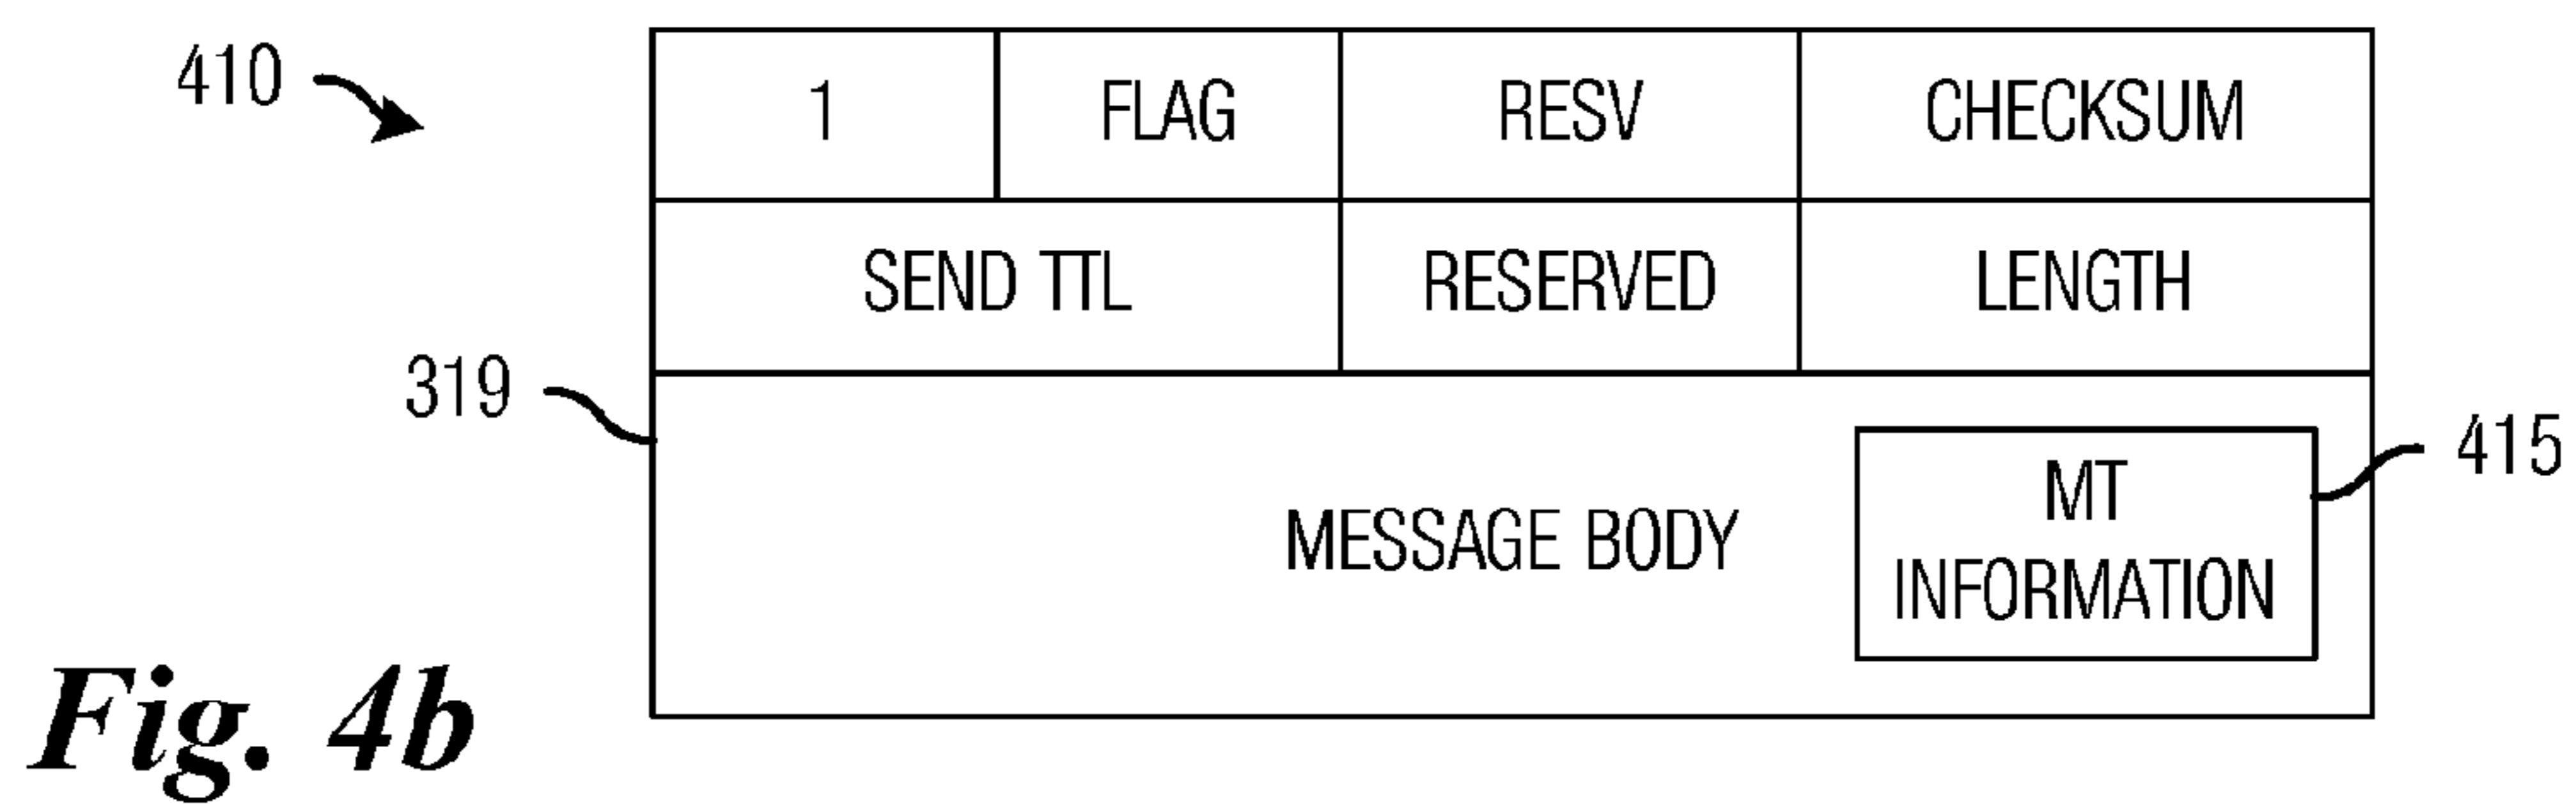 410
1 FLAG RESV CHECKSUM
SEND TTL RESERVED LENGTH
319
415
MT
MESSAGE BODY
INFORMATION
Fig. 4b